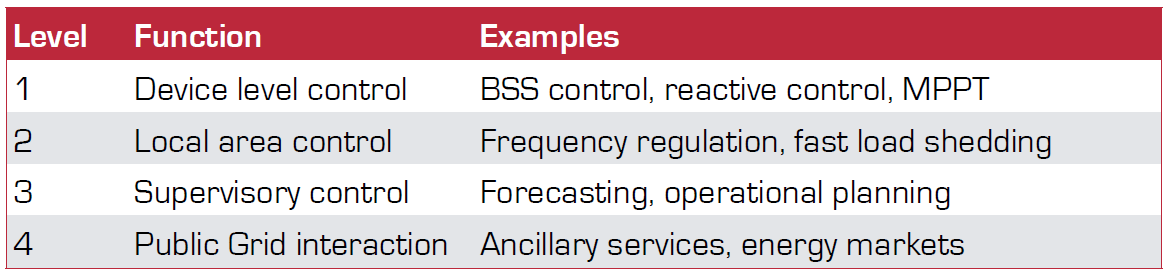 Level Function Examples
1 Device level control BSS control, reactive control, MPPT
2 Local area control Frequency regulation, fast load shedding
3 Supervisory control Forecasting, operational planning
4 Public Grid interaction Ancillary services, energy markets